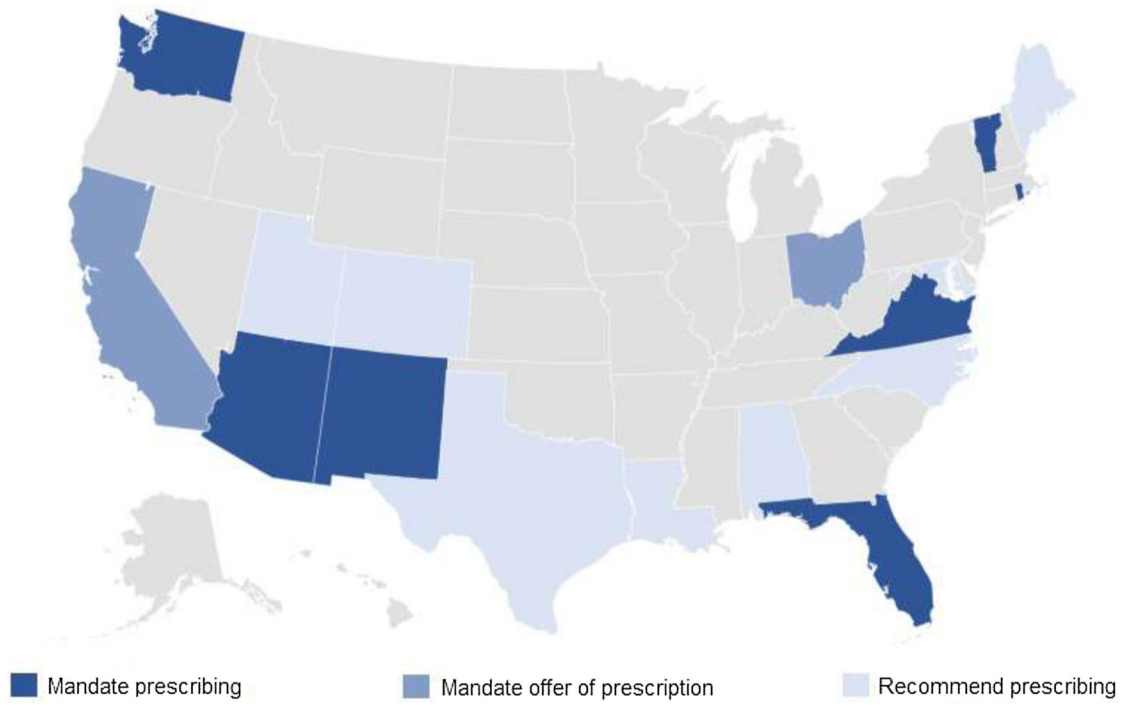 Mandate prescribing
Mandate offer of prescription
Recommend prescribing